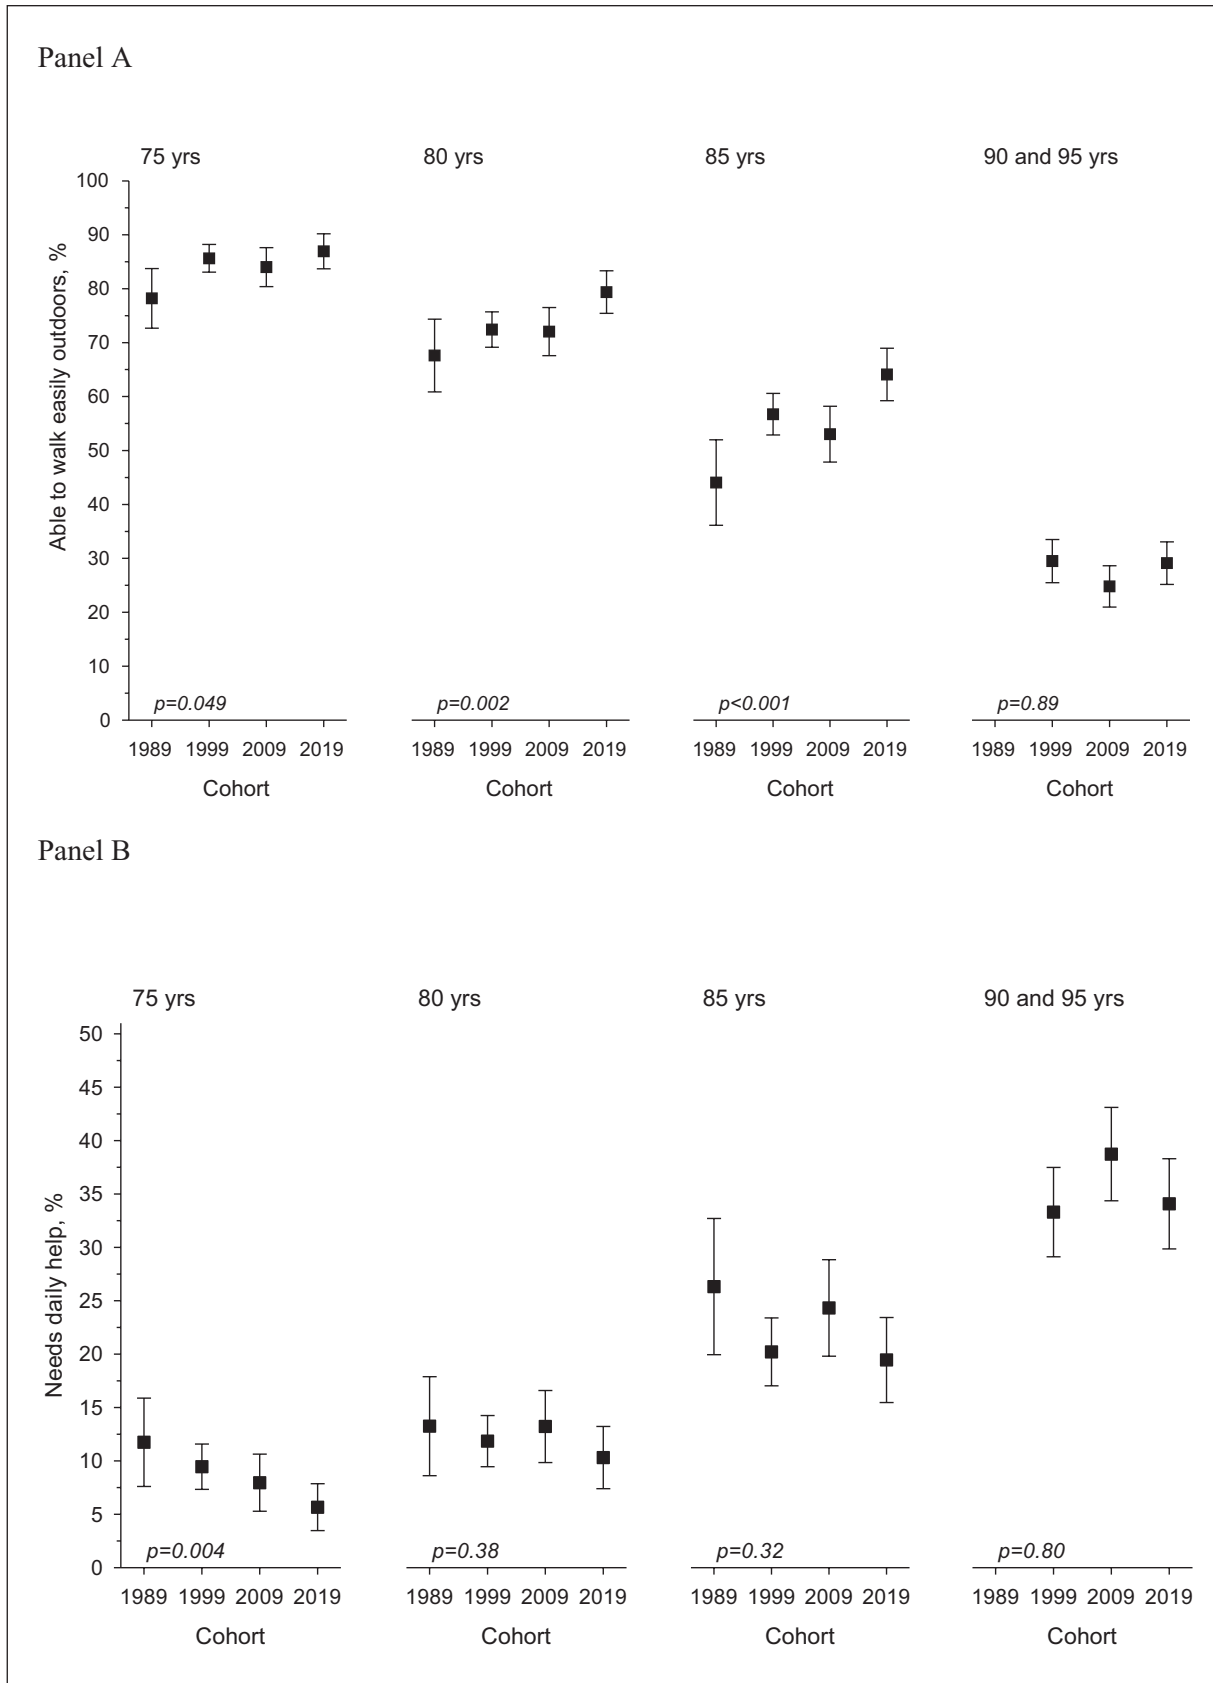 Panel A
75 yrs 80 yrs 85 yrs 90 and 95 yrs
Able to walk easily outdoors, %
100
90
80
70
60
50
40
30
20
10
0
p=0.049 p=0.002 p<0.001 p=0.89
1989 1999 2009 2019 1989 1999 2009 2019 1989 1999 2009 2019 1989 1999 2009 2019
Cohort Cohort Cohort Cohort
Panel B
75 yrs 80 yrs 85 yrs 90 and 95 yrs
Needs daily help, %
50
45
40
35
30
25
20
15
10
5
0
p=0.004 p=0.38 p=0.32 p=0.80
1989 1999 2009 2019 1989 1999 2009 2019 1989 1999 2009 2019 1989 1999 2009 2019
Cohort Cohort Cohort Cohort